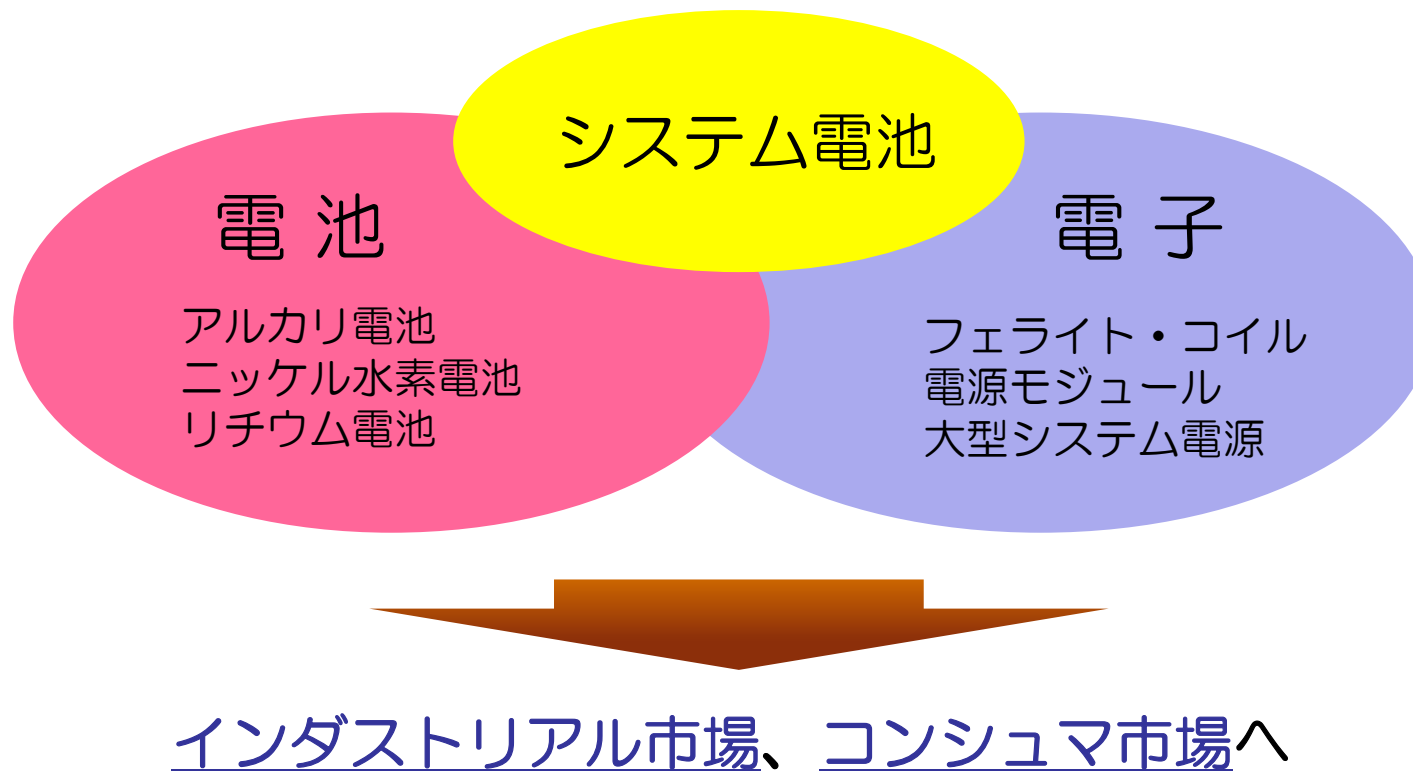 システム電池
電 池
アルカリ電池
ニッケル水素電池
リチウム電池
電 子
フェライト・コイル
電源モジュール
大型システム電源
インダストリアル市場、コンシュマ市場へ